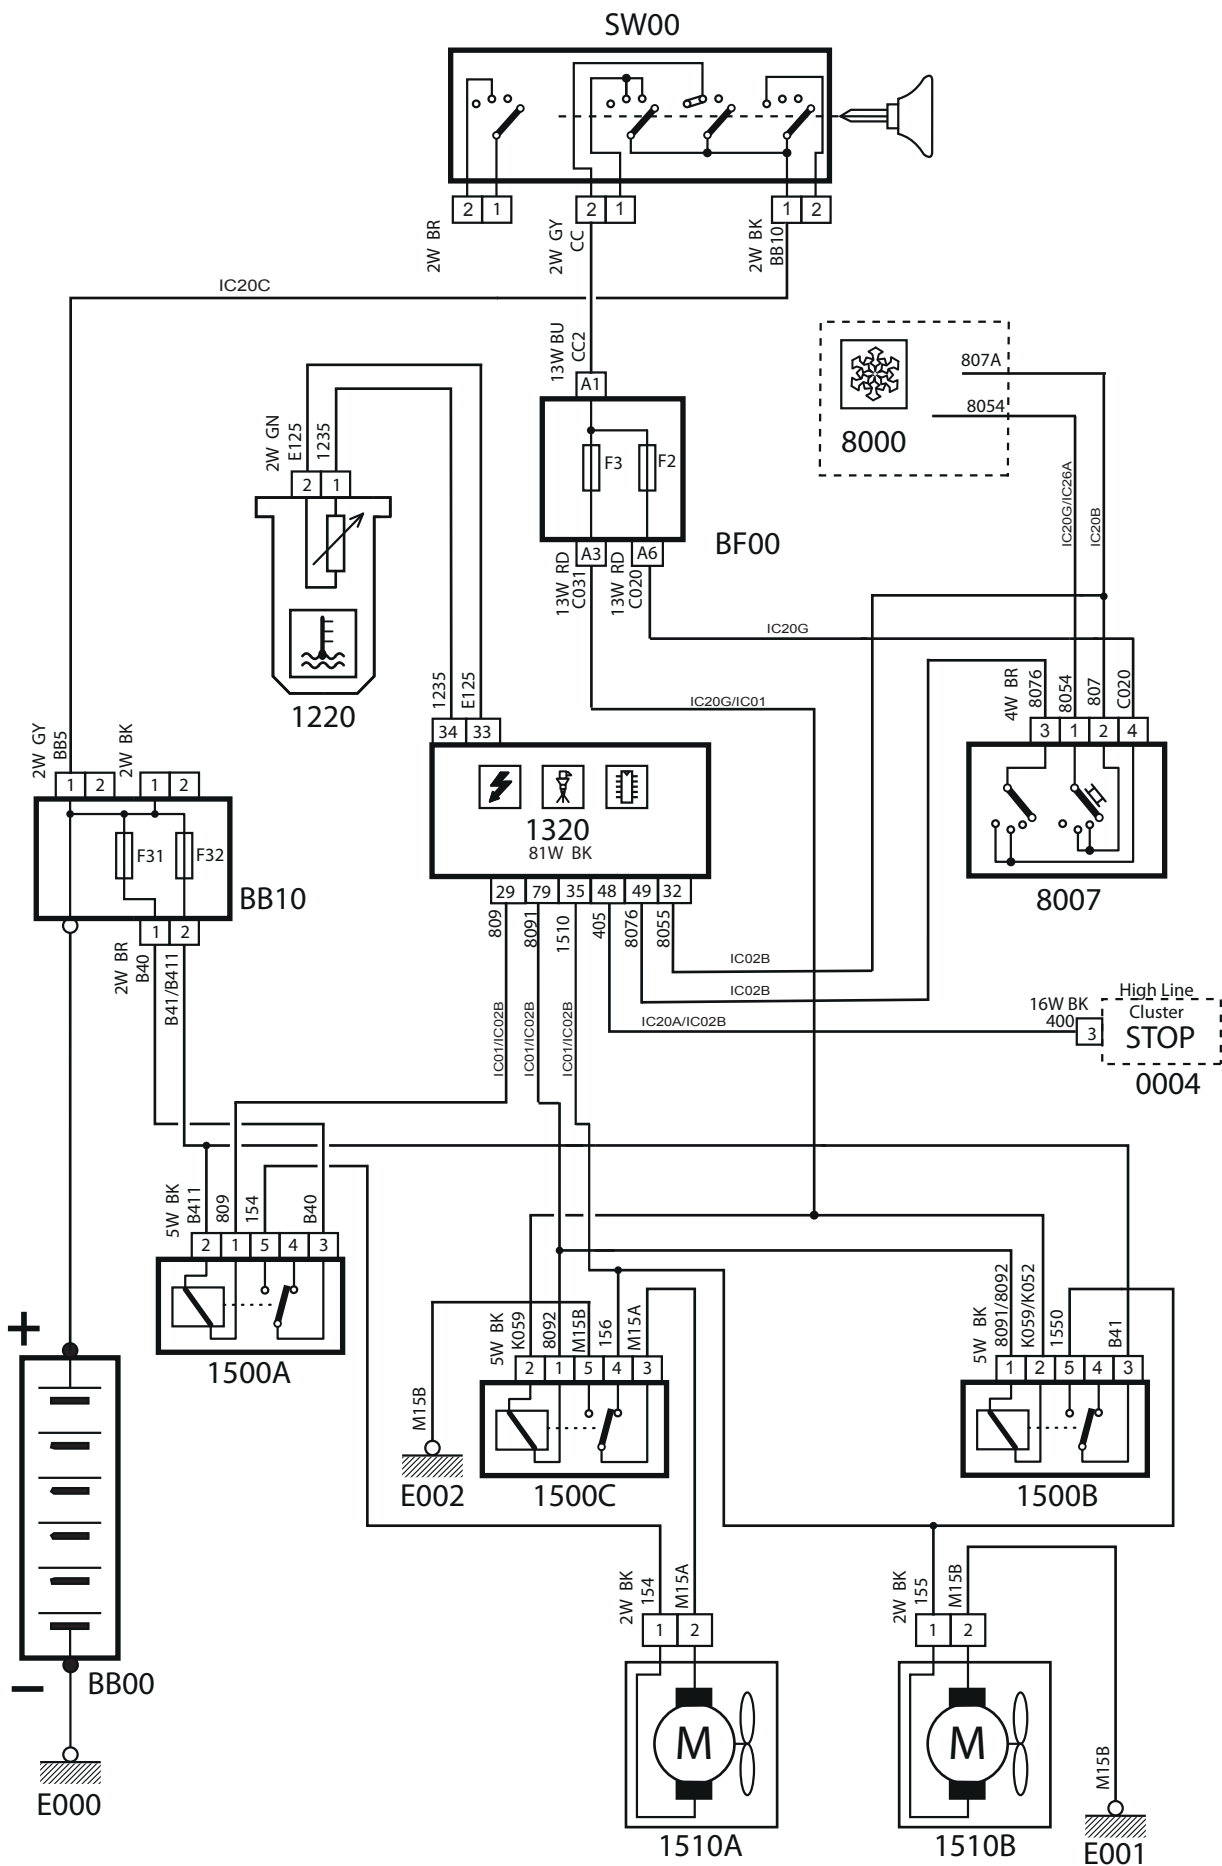 SW00
2 1
2 1
1 2
2W BR
2W GY
CC
2W BK
BB10
IC20C
13W BU
CC2
A1
F3
F2
A3
A6
BF00
13W RD
C031
13W RD
C020
807A
8054
8000
IC20G/IC26A
IC20B
2W GN
E125
1235
2 1
1220
IC20G
IC20G/IC01
1235
E125
34 33
1320
81W BK
29 79 35 48 49 32
809
8091
1510
405
8076
8055
4W BR
8076
8054
807
C020
3 1 2 4
8007
2W GY
BB5
2W BK
1 2
1 2
F31
F32
BB10
1 2
2W BR
B40
B41/B411
IC02B
IC02B
IC20A/IC02B
IC01/IC02B
IC01/IC02B
IC01/IC02B
16W BK
400
3
High Line
Cluster
STOP
0004
5W BK
B411
809
154
B40
2 1 5 4 3
1500A
5W BK
K059
8092
M15B
156
M15A
2 1 5 4 3
1500C
M15B
E002
5W BK
8091/8092
K059/K052
1550
B41
1 2 5 4 3
1500B
+
−
BB00
E000
2W BK
154
M15A
1 2
M
1510A
2W BK
155
M15B
1 2
M
1510B
M15B
E001